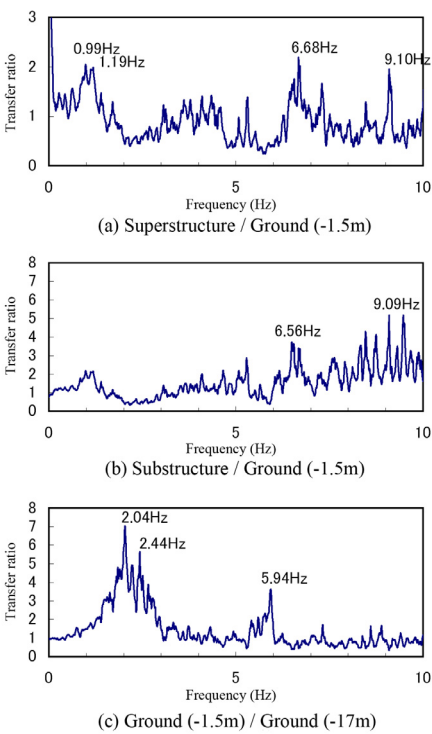 3
2
1
0
Transfer ratio
0.99Hz
1.19Hz
6.68Hz
9.10Hz
0 5 10
Frequency (Hz)
(a) Superstructure / Ground (-1.5m)
8
7
6
5
4
3
2
1
0
Transfer ratio
6.56Hz
9.09Hz
0 5 10
Frequency (Hz)
(b) Substructure / Ground (-1.5m)
8
7
6
5
4
3
2
1
0
Transfer ratio
2.04Hz
2.44Hz
5.94Hz
0 5 10
Frequency (Hz)
(c) Ground (-1.5m) / Ground (-17m)